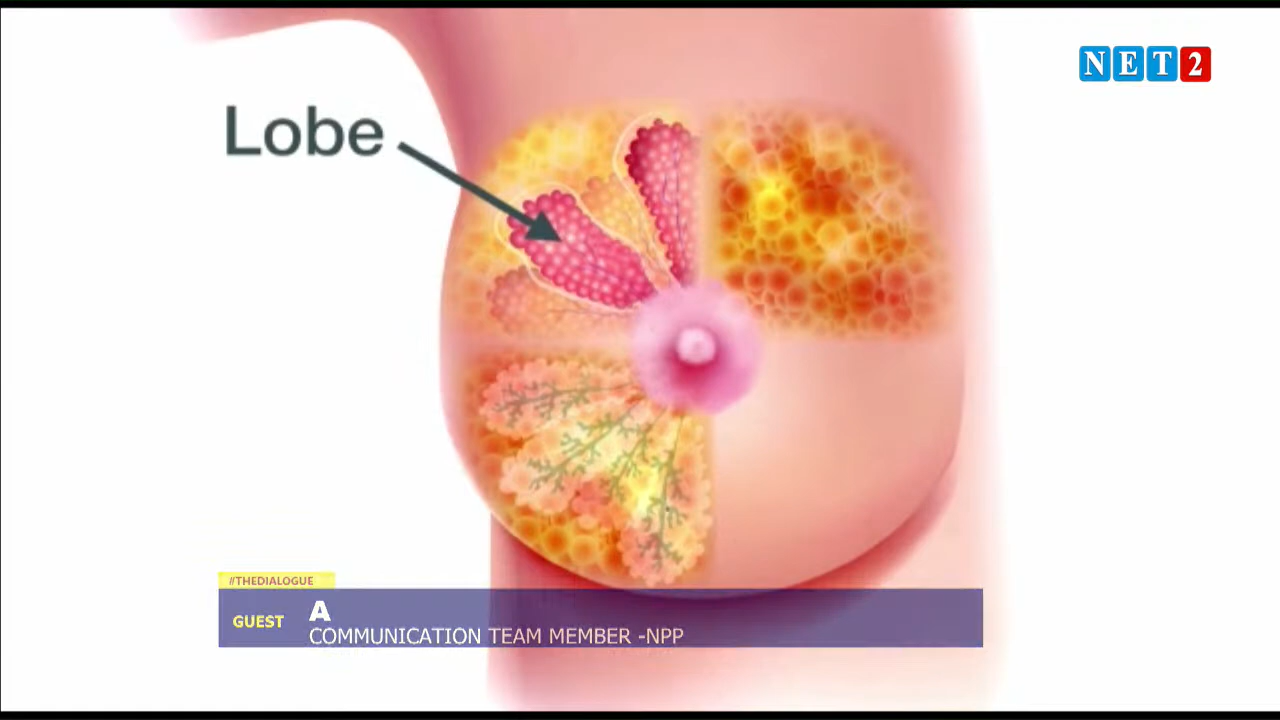 NET2
Lobe
#THEDIALOGUE
GUEST
A
COMMUNICATION TEAM MEMBER -NPP